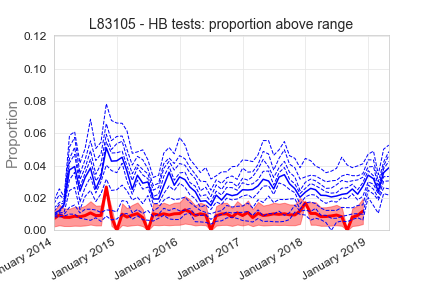 L83105 - HB tests: proportion above range
Proportion
0.12
0.10
0.08
0.06
0.04
0.02
0.00
January 2015
January 2016
January 2017
January 2018
January 2019
2014